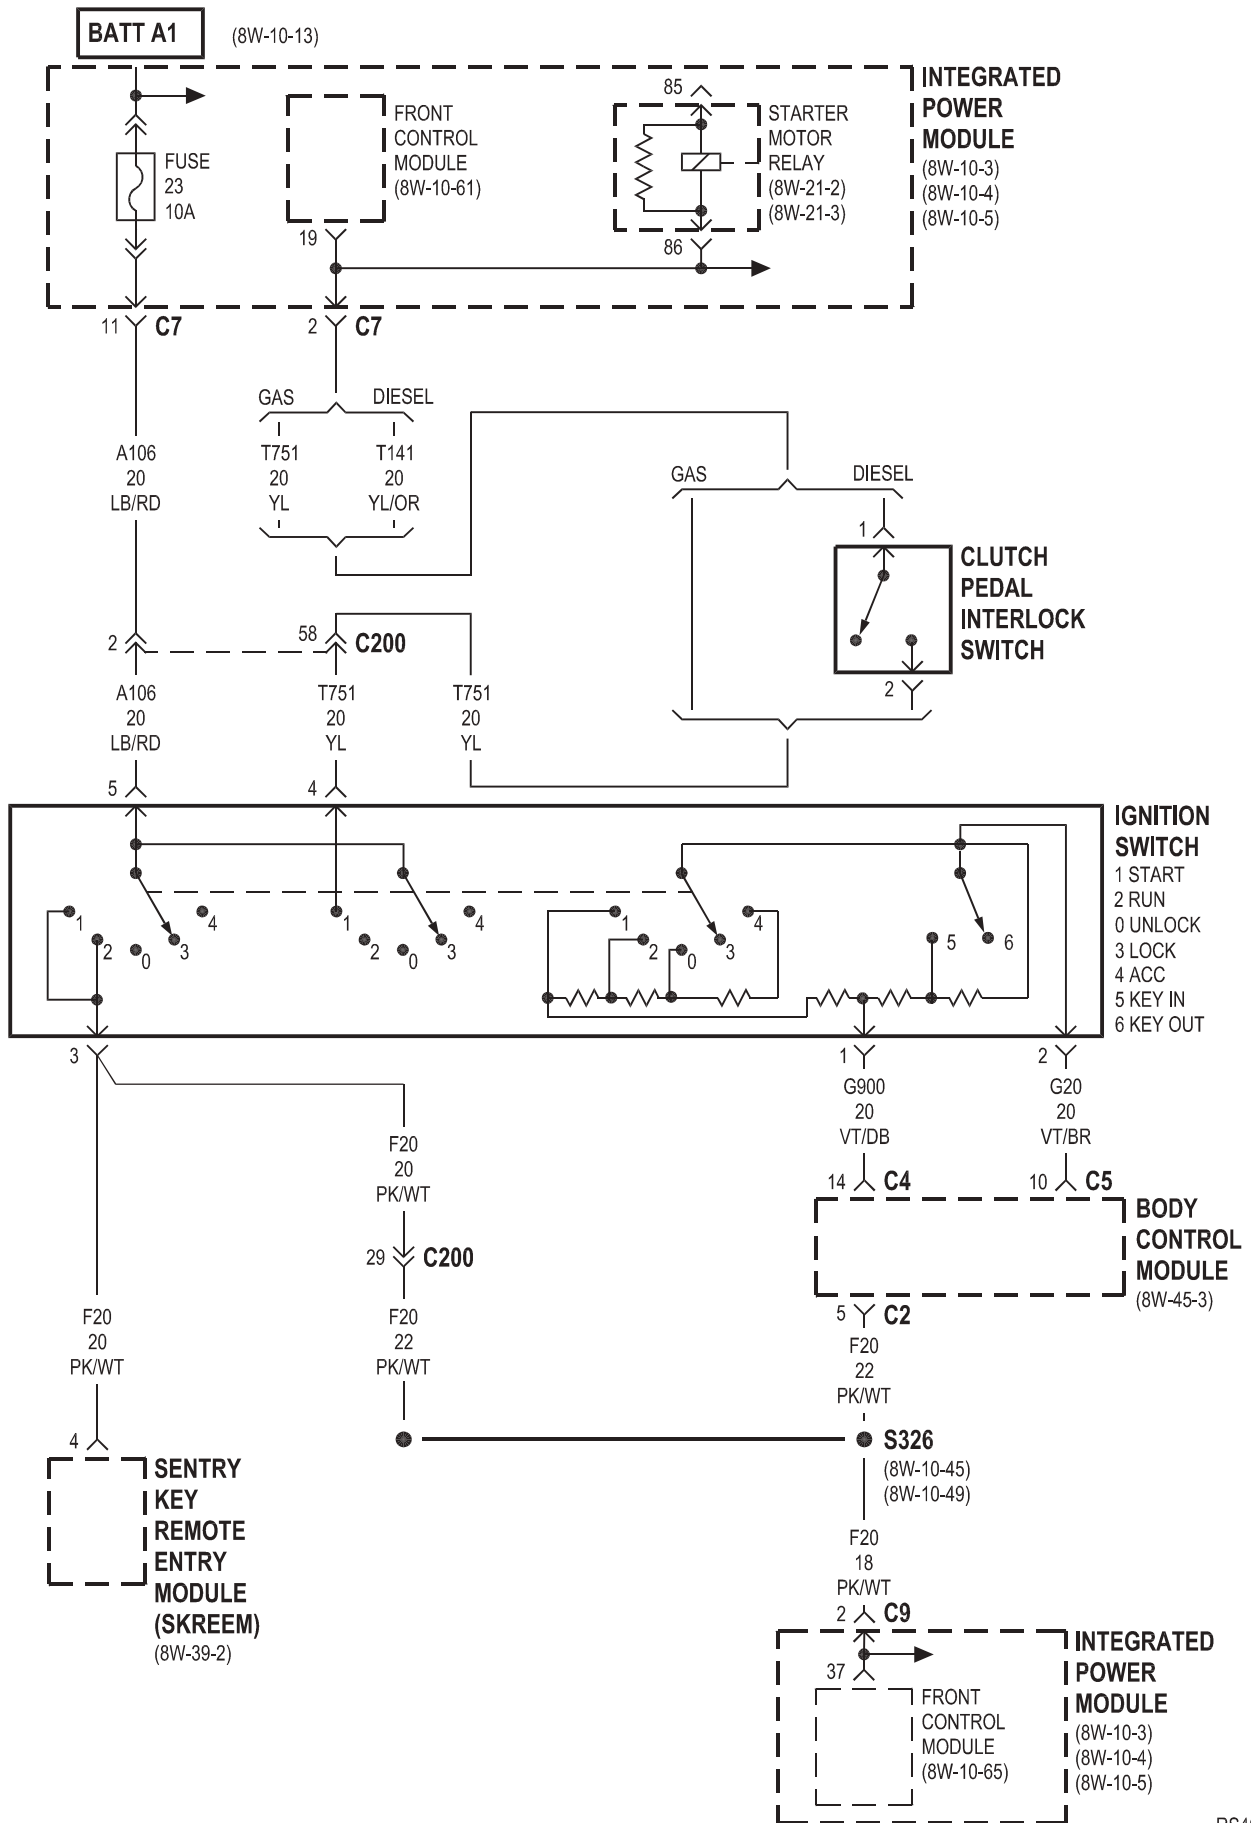 BATT A1
(8W-10-13)
INTEGRATED
POWER
MODULE
(8W-10-3)
(8W-10-4)
(8W-10-5)
FUSE
23
10A
FRONT
CONTROL
MODULE
(8W-10-61)
19
85
STARTER
MOTOR
RELAY
(8W-21-2)
(8W-21-3)
86
11 C7
2 C7
GAS DIESEL
A106
20
LB/RD
T751
20
YL
T141
20
YL/OR
GAS DIESEL
1
CLUTCH
PEDAL
INTERLOCK
SWITCH
2
2
58 C200
A106
20
LB/RD
T751
20
YL
T751
20
YL
5
4
IGNITION
SWITCH
1 START
2 RUN
0 UNLOCK
3 LOCK
4 ACC
5 KEY IN
6 KEY OUT
1 2 0 3 4
1 2 0 3 4
1 2 0 3 4
5 6
3
1
2
G900
20
VT/DB
G20
20
VT/BR
14 C4
10 C5
BODY
CONTROL
MODULE
(8W-45-3)
F20
20
PK/WT
29 C200
F20
20
PK/WT
F20
22
PK/WT
5 C2
F20
22
PK/WT
S326
(8W-10-45)
(8W-10-49)
4
SENTRY
KEY
REMOTE
ENTRY
MODULE
(SKREEM)
(8W-39-2)
F20
18
PK/WT
2 C9
37
FRONT
CONTROL
MODULE
(8W-10-65)
INTEGRATED
POWER
MODULE
(8W-10-3)
(8W-10-4)
(8W-10-5)